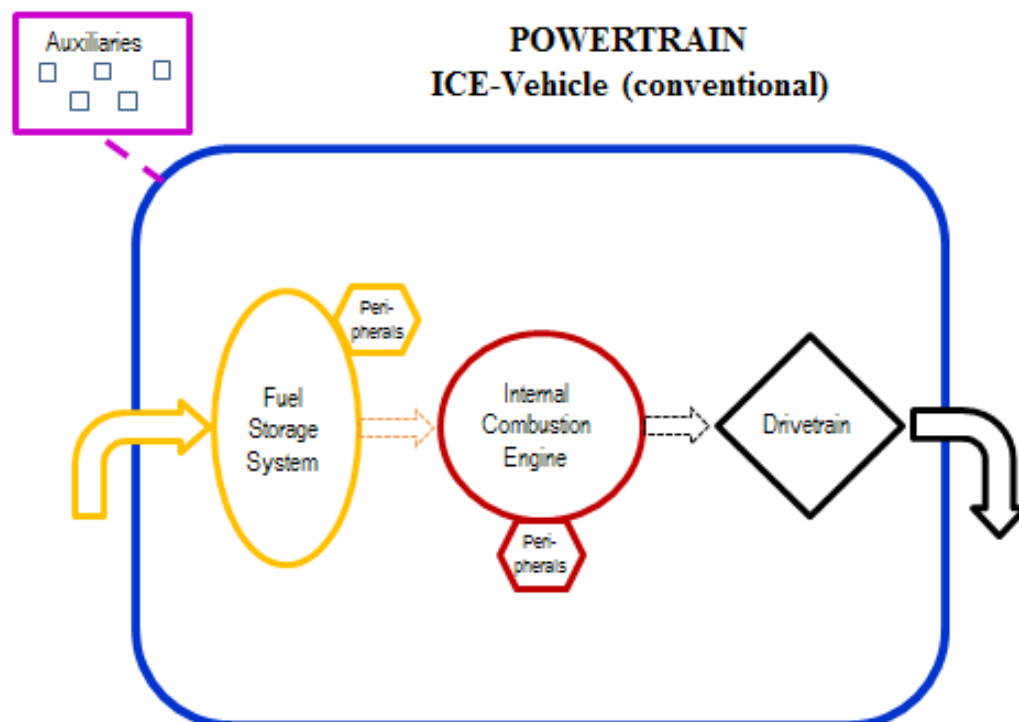 Auxiliaries
POWERTRAIN
ICE-Vehicle (conventional)
Peri-
pherals
Fuel
Storage
System
Internal
Combustion
Engine
Peri-
pherals
Drivetrain